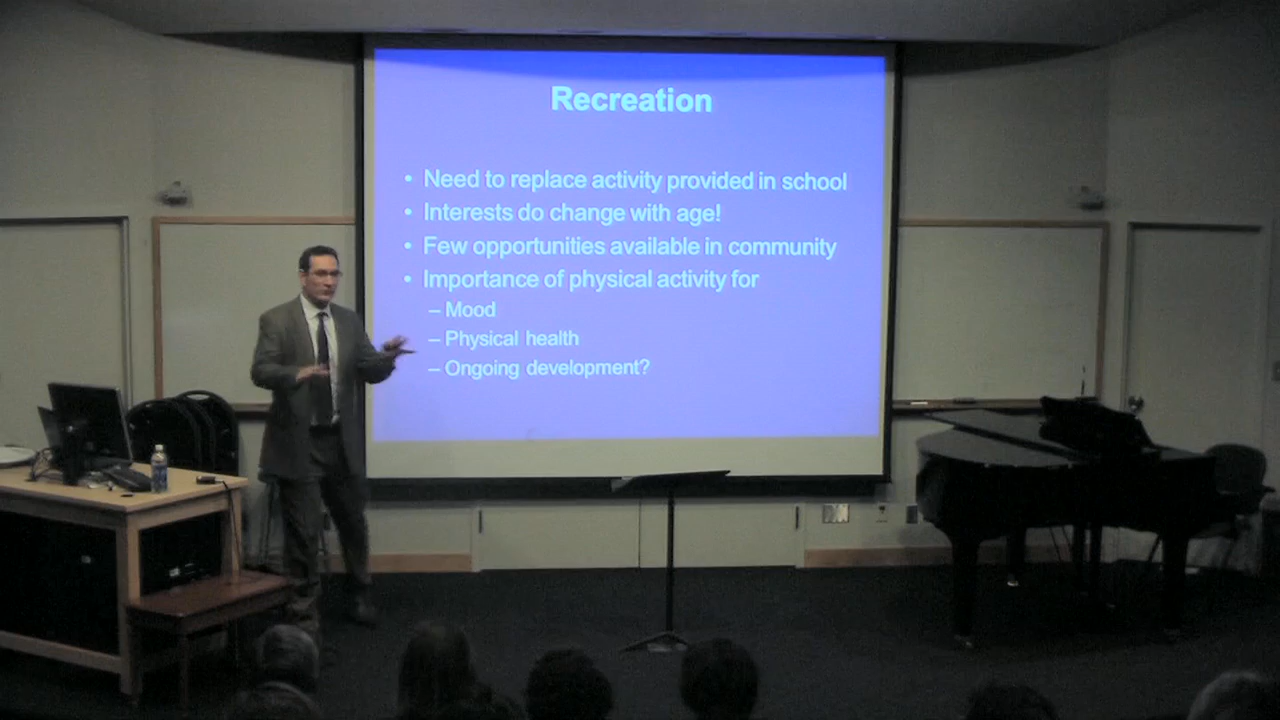 Recreation
• Need to replace activity provided in school
• Interests do change with age!
• Few opportunities available in community
• Importance of physical activity for
– Mood
– Physical health
– Ongoing development?